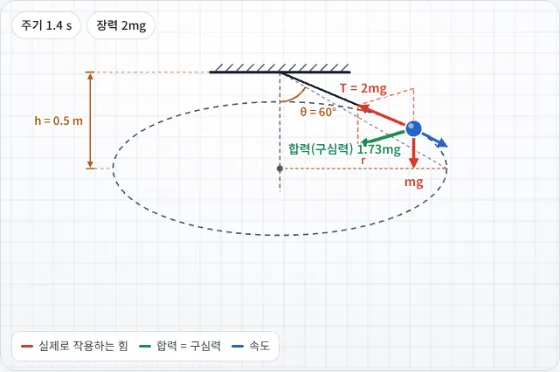 주기 1.4 s
장력 2mg
T = 2mg
h = 0.5 m
θ = 60°
합력(구심력) 1.73mg
r
mg
실제로 작용하는 힘
합력 = 구심력
속도